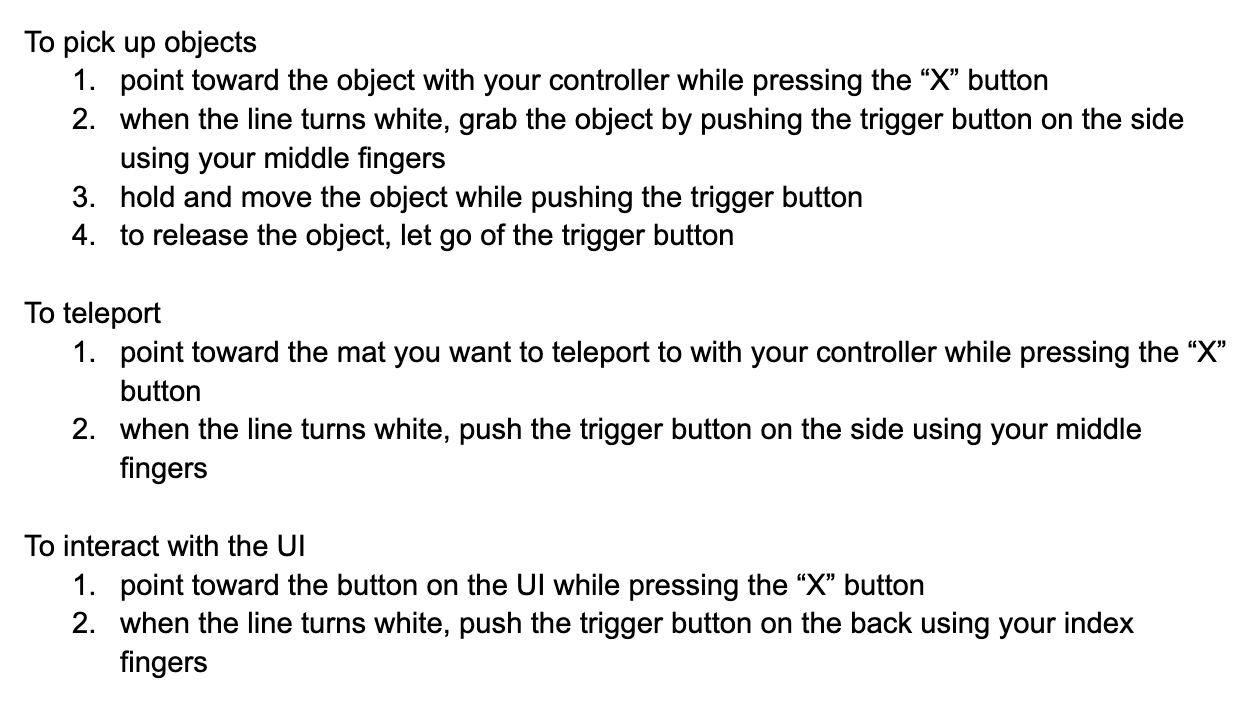 To pick up objects
1. point toward the object with your controller while pressing the “X” button
2. when the line turns white, grab the object by pushing the trigger button on the side
using your middle fingers
3. hold and move the object while pushing the trigger button
4. to release the object, let go of the trigger button
To teleport
1. point toward the mat you want to teleport to with your controller while pressing the “X”
button
2. when the line turns white, push the trigger button on the side using your middle
fingers
To interact with the UI
1. point toward the button on the UI while pressing the “X” button
2. when the line turns white, push the trigger button on the back using your index
fingers